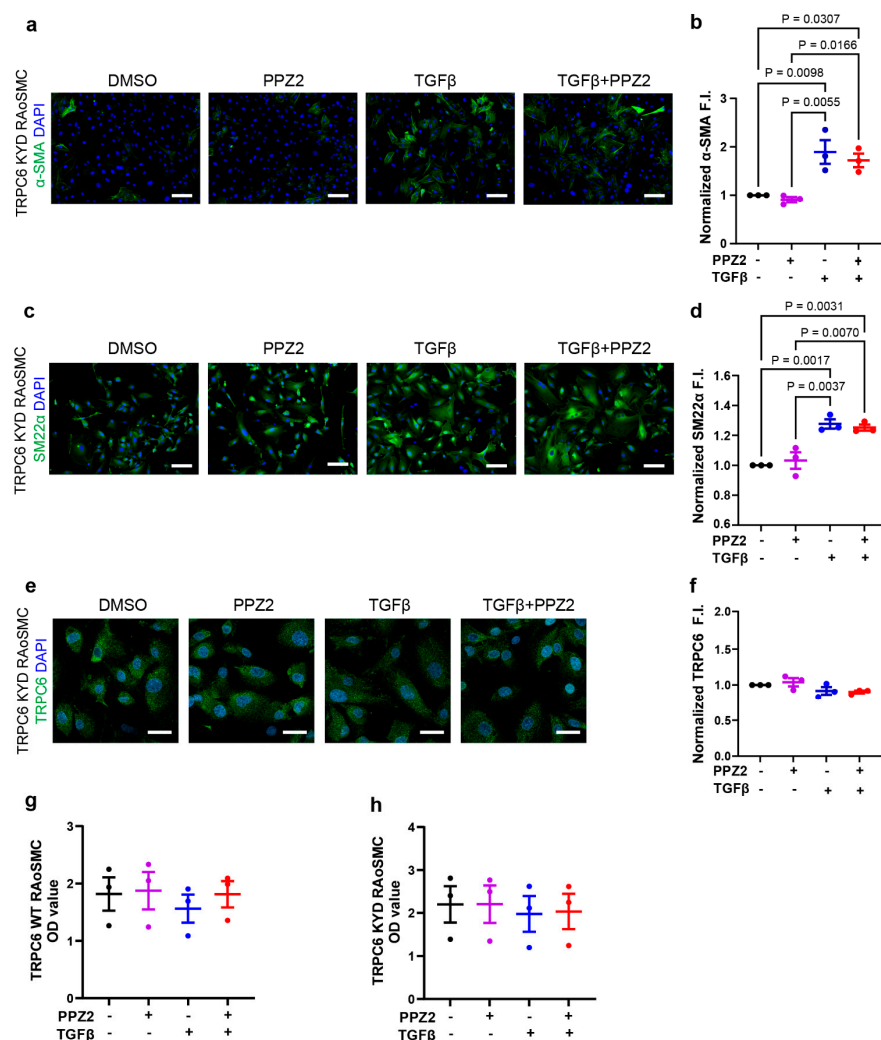 a
DMSO PPZ2 TGFβ TGFβ+PPZ2
TRPC6 KYD RAoSMC
α-SMA DAPI
b
P = 0.0307
P = 0.0166
P = 0.0098
P = 0.0055
Normalized α-SMA F.I.
2
1
0
PPZ2 - + - +
TGFβ - - + +
c
DMSO PPZ2 TGFβ TGFβ+PPZ2
TRPC6 KYD RAoSMC
SM22α DAPI
d
P = 0.0031
P = 0.0070
P = 0.0017
P = 0.0037
Normalized SM22α F.I.
1.6
1.4
1.2
1.0
0.8
0.6
PPZ2 - + - +
TGFβ - - + +
e
DMSO PPZ2 TGFβ TGFβ+PPZ2
TRPC6 KYD RAoSMC
TRPC6 DAPI
f
Normalized TRPC6 F.I.
2.0
1.5
1.0
0.5
0.0
PPZ2 - + - +
TGFβ - - + +
g
TRPC6 WT RAoSMC
OD value
3
2
1
0
PPZ2 - + - +
TGFβ - - + +
h
TRPC6 KYD RAoSMC
OD value
4
3
2
1
0
PPZ2 - + - +
TGFβ - - + +